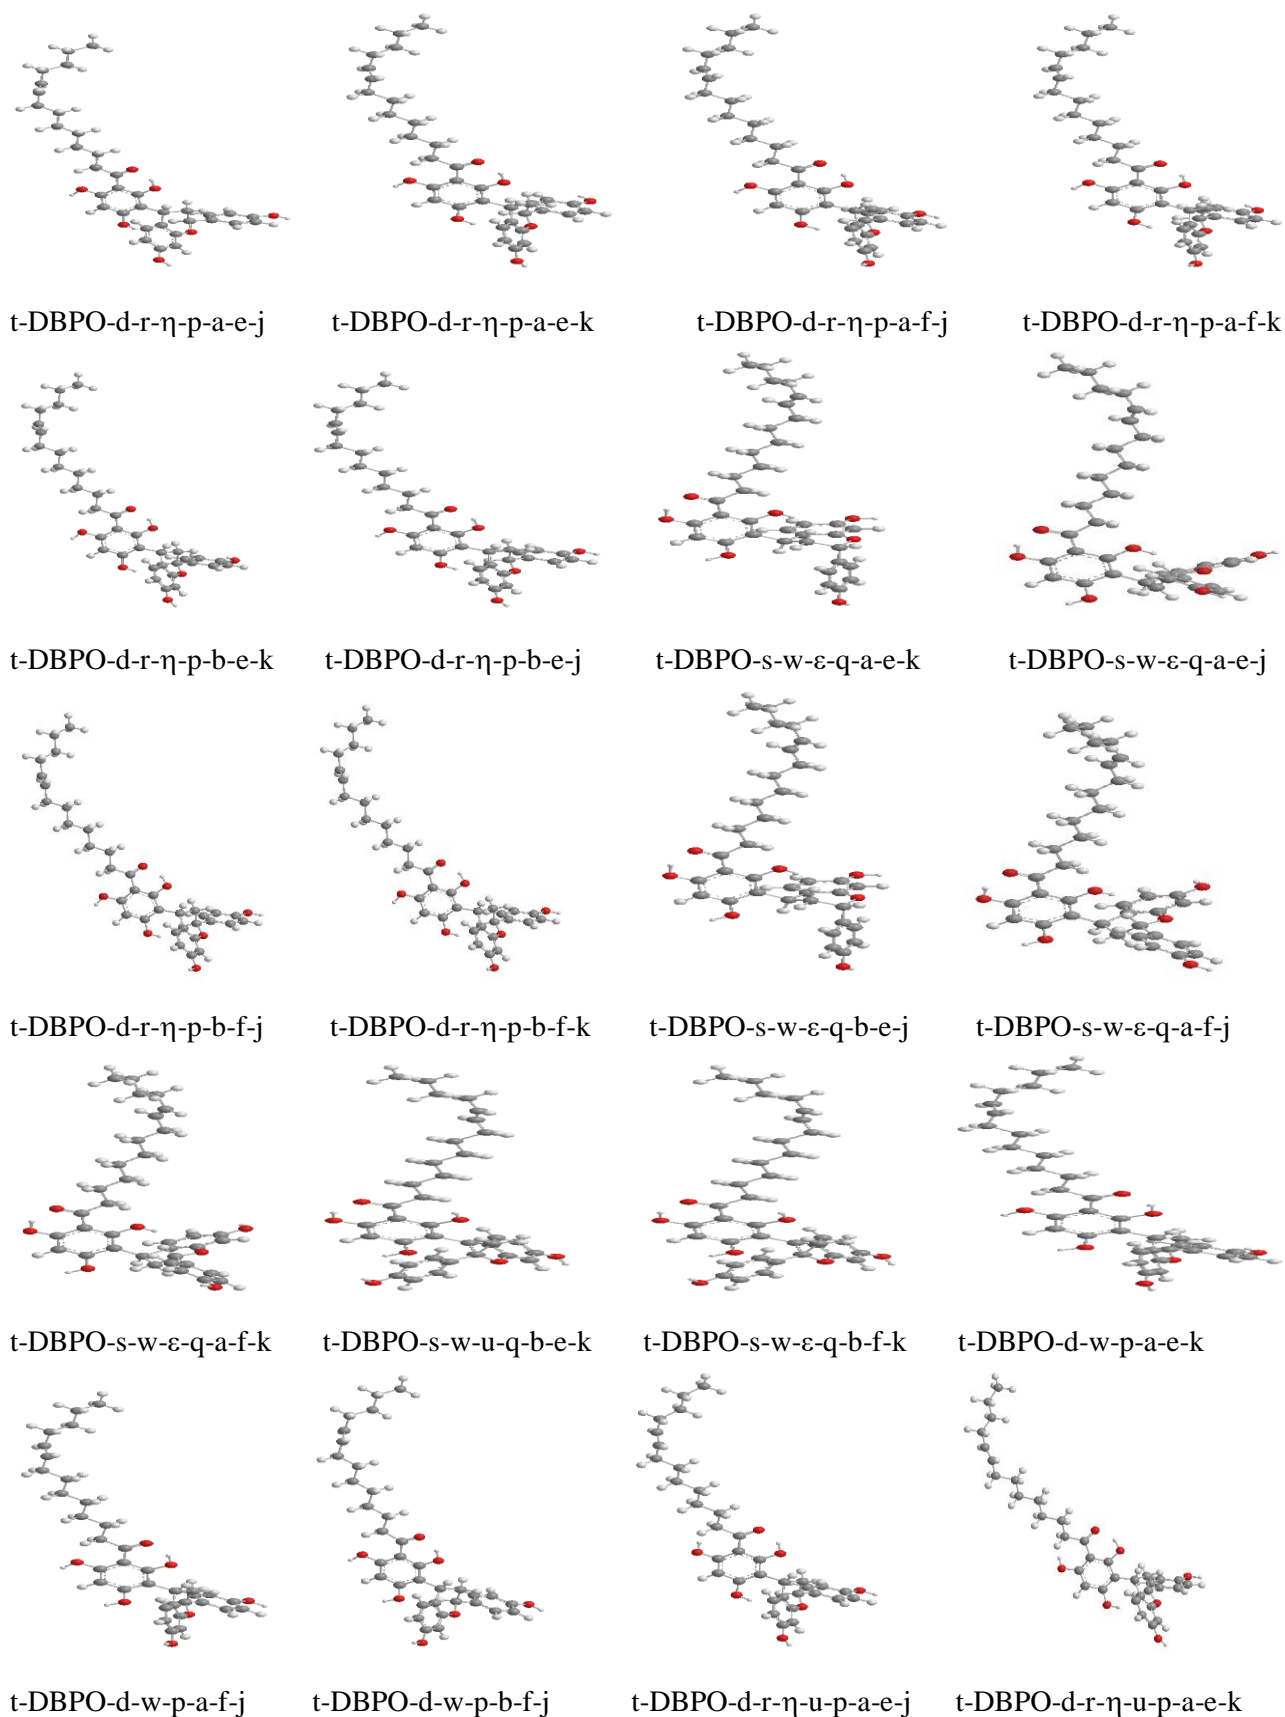 t-DBPO-d-r-η-p-a-e-j
t-DBPO-d-r-η-p-a-e-k
t-DBPO-d-r-η-p-a-f-j
t-DBPO-d-r-η-p-a-f-k
t-DBPO-d-r-η-p-b-e-k
t-DBPO-d-r-η-p-b-e-j
t-DBPO-s-w-ε-q-a-e-k
t-DBPO-s-w-ε-q-a-e-j
t-DBPO-d-r-η-p-b-f-j
t-DBPO-d-r-η-p-b-f-k
t-DBPO-s-w-ε-q-b-e-j
t-DBPO-s-w-ε-q-a-f-j
t-DBPO-s-w-ε-q-a-f-k
t-DBPO-s-w-u-q-b-e-k
t-DBPO-s-w-ε-q-b-f-k
t-DBPO-d-w-p-a-e-k
t-DBPO-d-w-p-a-f-j
t-DBPO-d-w-p-b-f-j
t-DBPO-d-r-η-u-p-a-e-j
t-DBPO-d-r-η-u-p-a-e-k